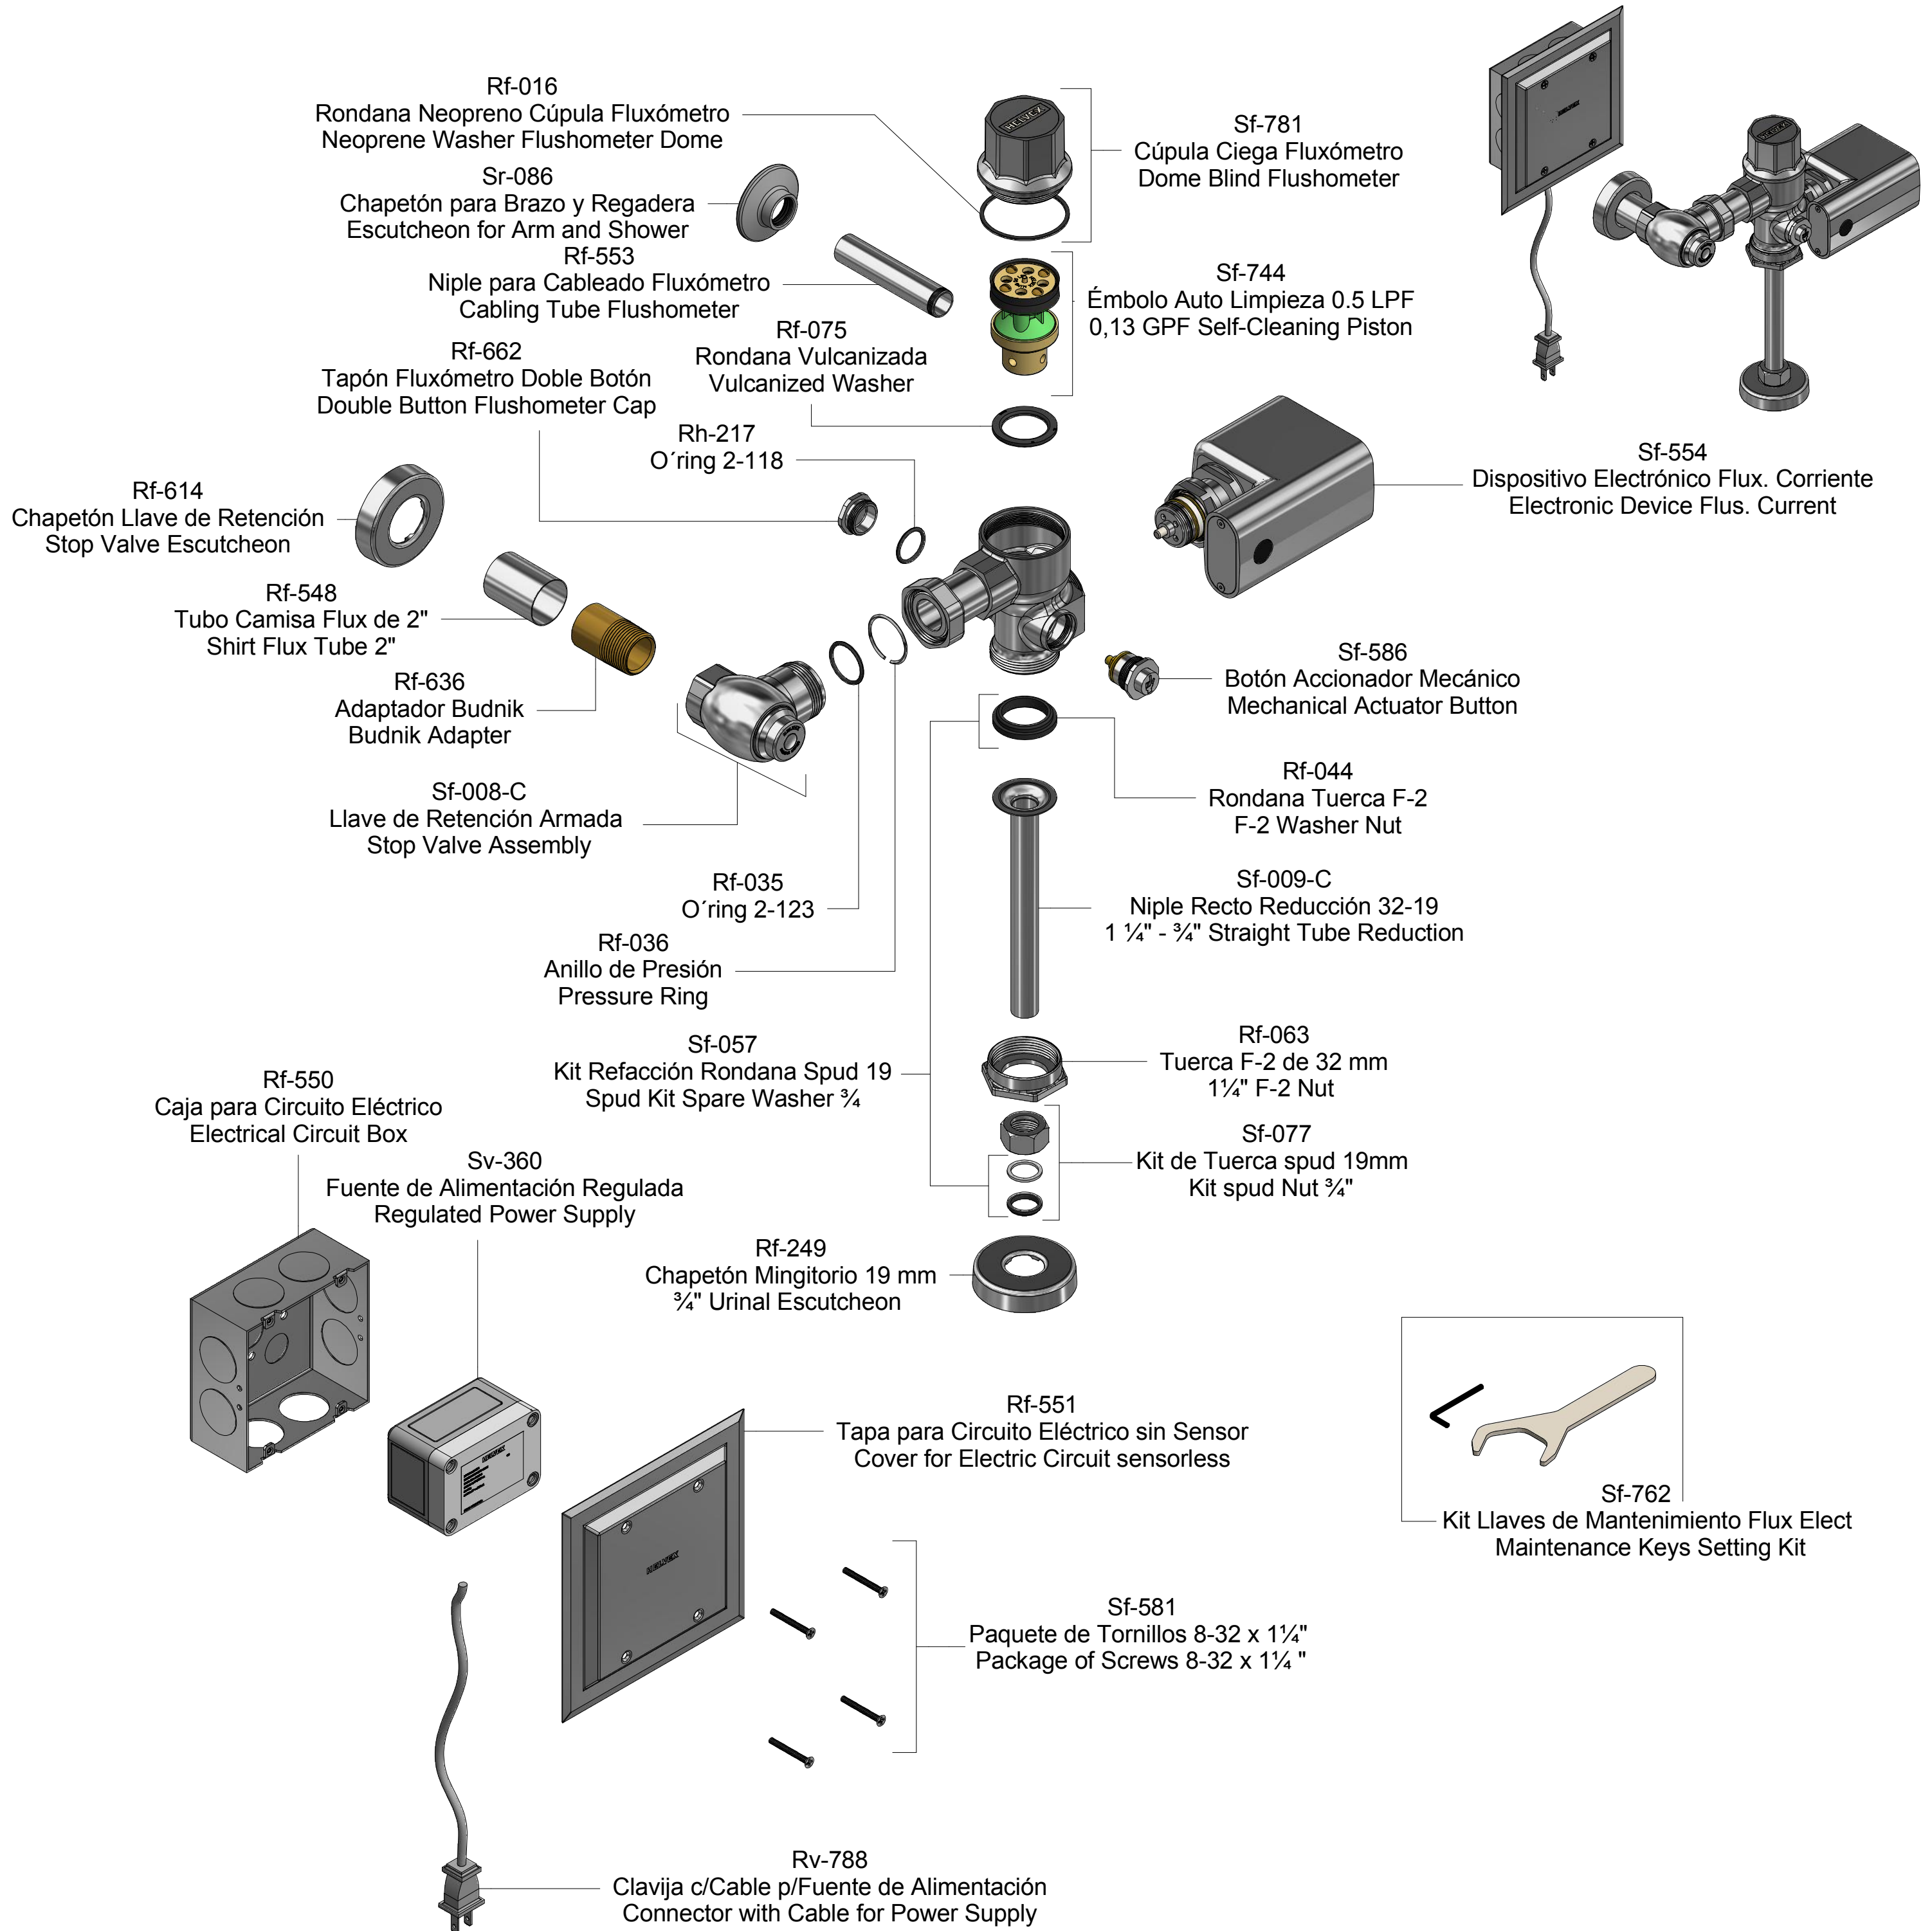 Rf-016
Rondana Neopreno Cúpula Fluxómetro
Neoprene Washer Flushometer Dome
HELVEX
Sf-781
Cúpula Ciega Fluxómetro
Dome Blind Flushometer
HELVEX
HELVEX
Sr-086
Chapetón para Brazo y Regadera
Escutcheon for Arm and Shower
Rf-553
Niple para Cableado Fluxómetro
Cabling Tube Flushometer
Sf-744
Émbolo Auto Limpieza 0.5 LPF
0,13 GPF Self-Cleaning Piston
Rf-075
Rondana Vulcanizada
Vulcanized Washer
Rf-662
Tapón Fluxómetro Doble Botón
Double Button Flushometer Cap
Rh-217
O´ring 2-118
Sf-554
Dispositivo Electrónico Flux. Corriente
Electronic Device Flus. Current
Rf-614
Chapetón Llave de Retención
Stop Valve Escutcheon
Rf-548
Tubo Camisa Flux de 2"
Shirt Flux Tube 2"
Sf-586
Botón Accionador Mecánico
Mechanical Actuator Button
Rf-636
Adaptador Budnik
Budnik Adapter
Rf-044
Rondana Tuerca F-2
F-2 Washer Nut
Sf-008-C
Llave de Retención Armada
Stop Valve Assembly
Rf-035
O´ring 2-123
Sf-009-C
Niple Recto Reducción 32-19
1 ¼" - ¾" Straight Tube Reduction
Rf-036
Anillo de Presión
Pressure Ring
Sf-057
Kit Refacción Rondana Spud 19
Spud Kit Spare Washer ¾
Rf-063
Tuerca F-2 de 32 mm
1¼" F-2 Nut
Rf-550
Caja para Circuito Eléctrico
Electrical Circuit Box
Sf-077
Kit de Tuerca spud 19mm
Kit spud Nut ¾"
Sv-360
Fuente de Alimentación Regulada
Regulated Power Supply
Rf-249
Chapetón Mingitorio 19 mm
¾" Urinal Escutcheon
HELVEX
Rf-551
Tapa para Circuito Eléctrico sin Sensor
Cover for Electric Circuit sensorless
HELVEX
Sf-762
Kit Llaves de Mantenimiento Flux Elect
Maintenance Keys Setting Kit
Sf-581
Paquete de Tornillos 8-32 x 1¼"
Package of Screws 8-32 x 1¼ "
Rv-788
Clavija c/Cable p/Fuente de Alimentación
Connector with Cable for Power Supply